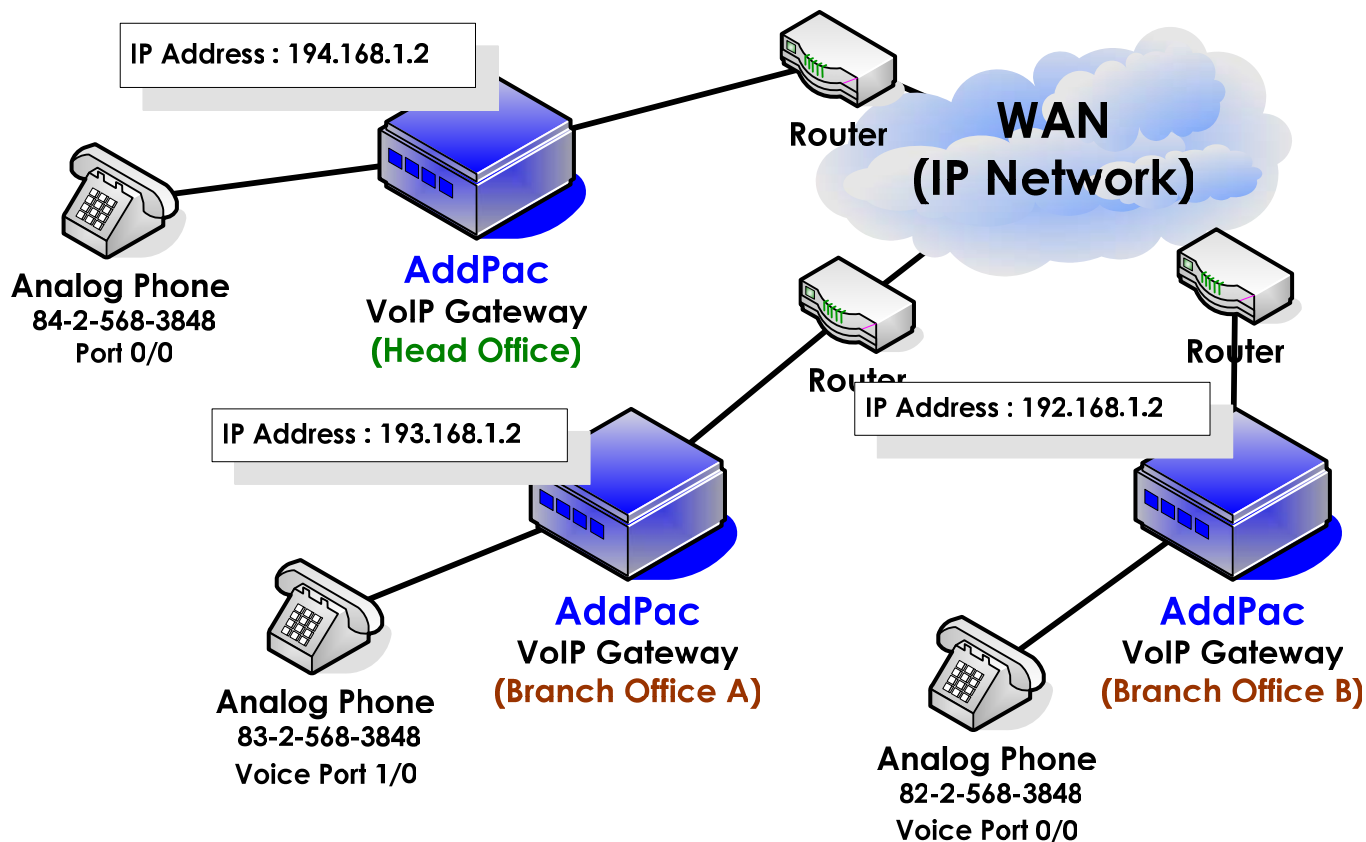 IP Address : 194.168.1.2
Router
WAN
(IP Network)
Analog Phone
84-2-568-3848
Port 0/0
AddPac
VoIP Gateway
(Head Office)
Router
Router
IP Address : 193.168.1.2
IP Address : 192.168.1.2
AddPac
VoIP Gateway
(Branch Office A)
Analog Phone
83-2-568-3848
Voice Port 1/0
AddPac
VoIP Gateway
(Branch Office B)
Analog Phone
82-2-568-3848
Voice Port 0/0